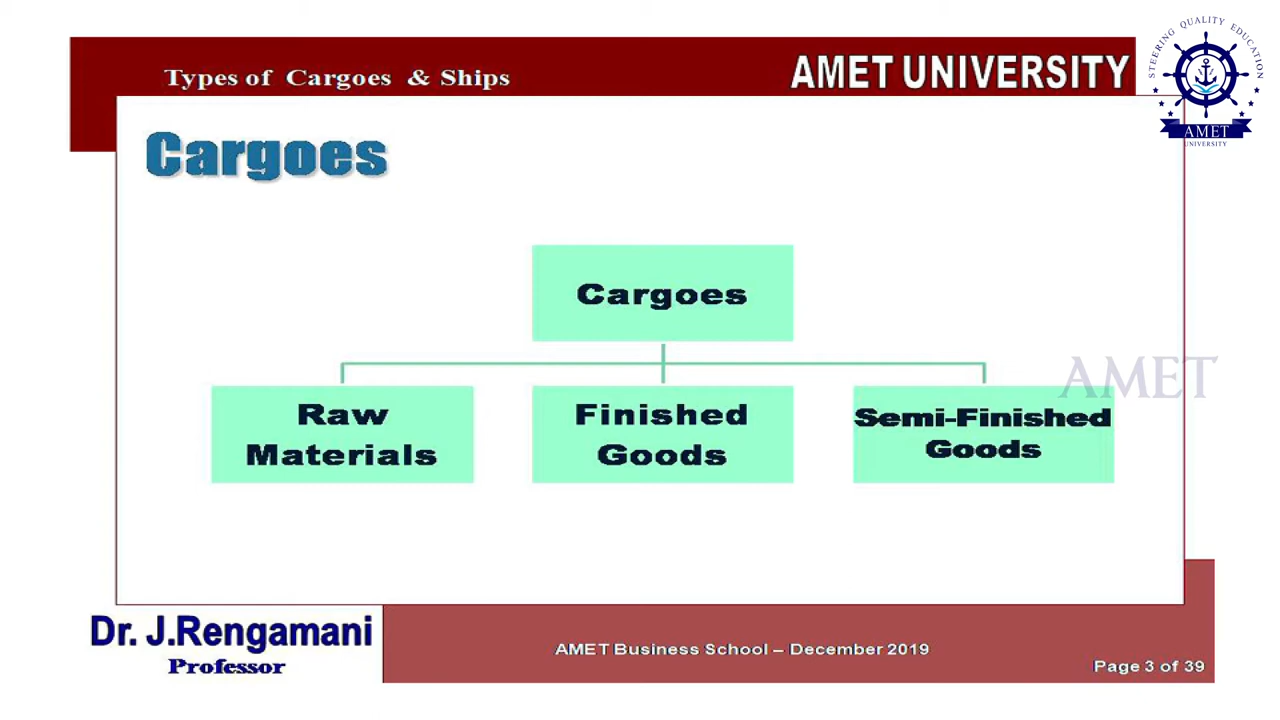 Types of Cargoes & Ships
AMET UNIVERSITY
STEERING QUALITY EDUCATION
AMET
UNIVERSITY
Cargoes
Cargoes
Raw
Materials
Finished
Goods
Semi-Finished
Goods
AMET
Dr. J.Rengamani
Professor
AMET Business School – December 2019
Page 3 of 39